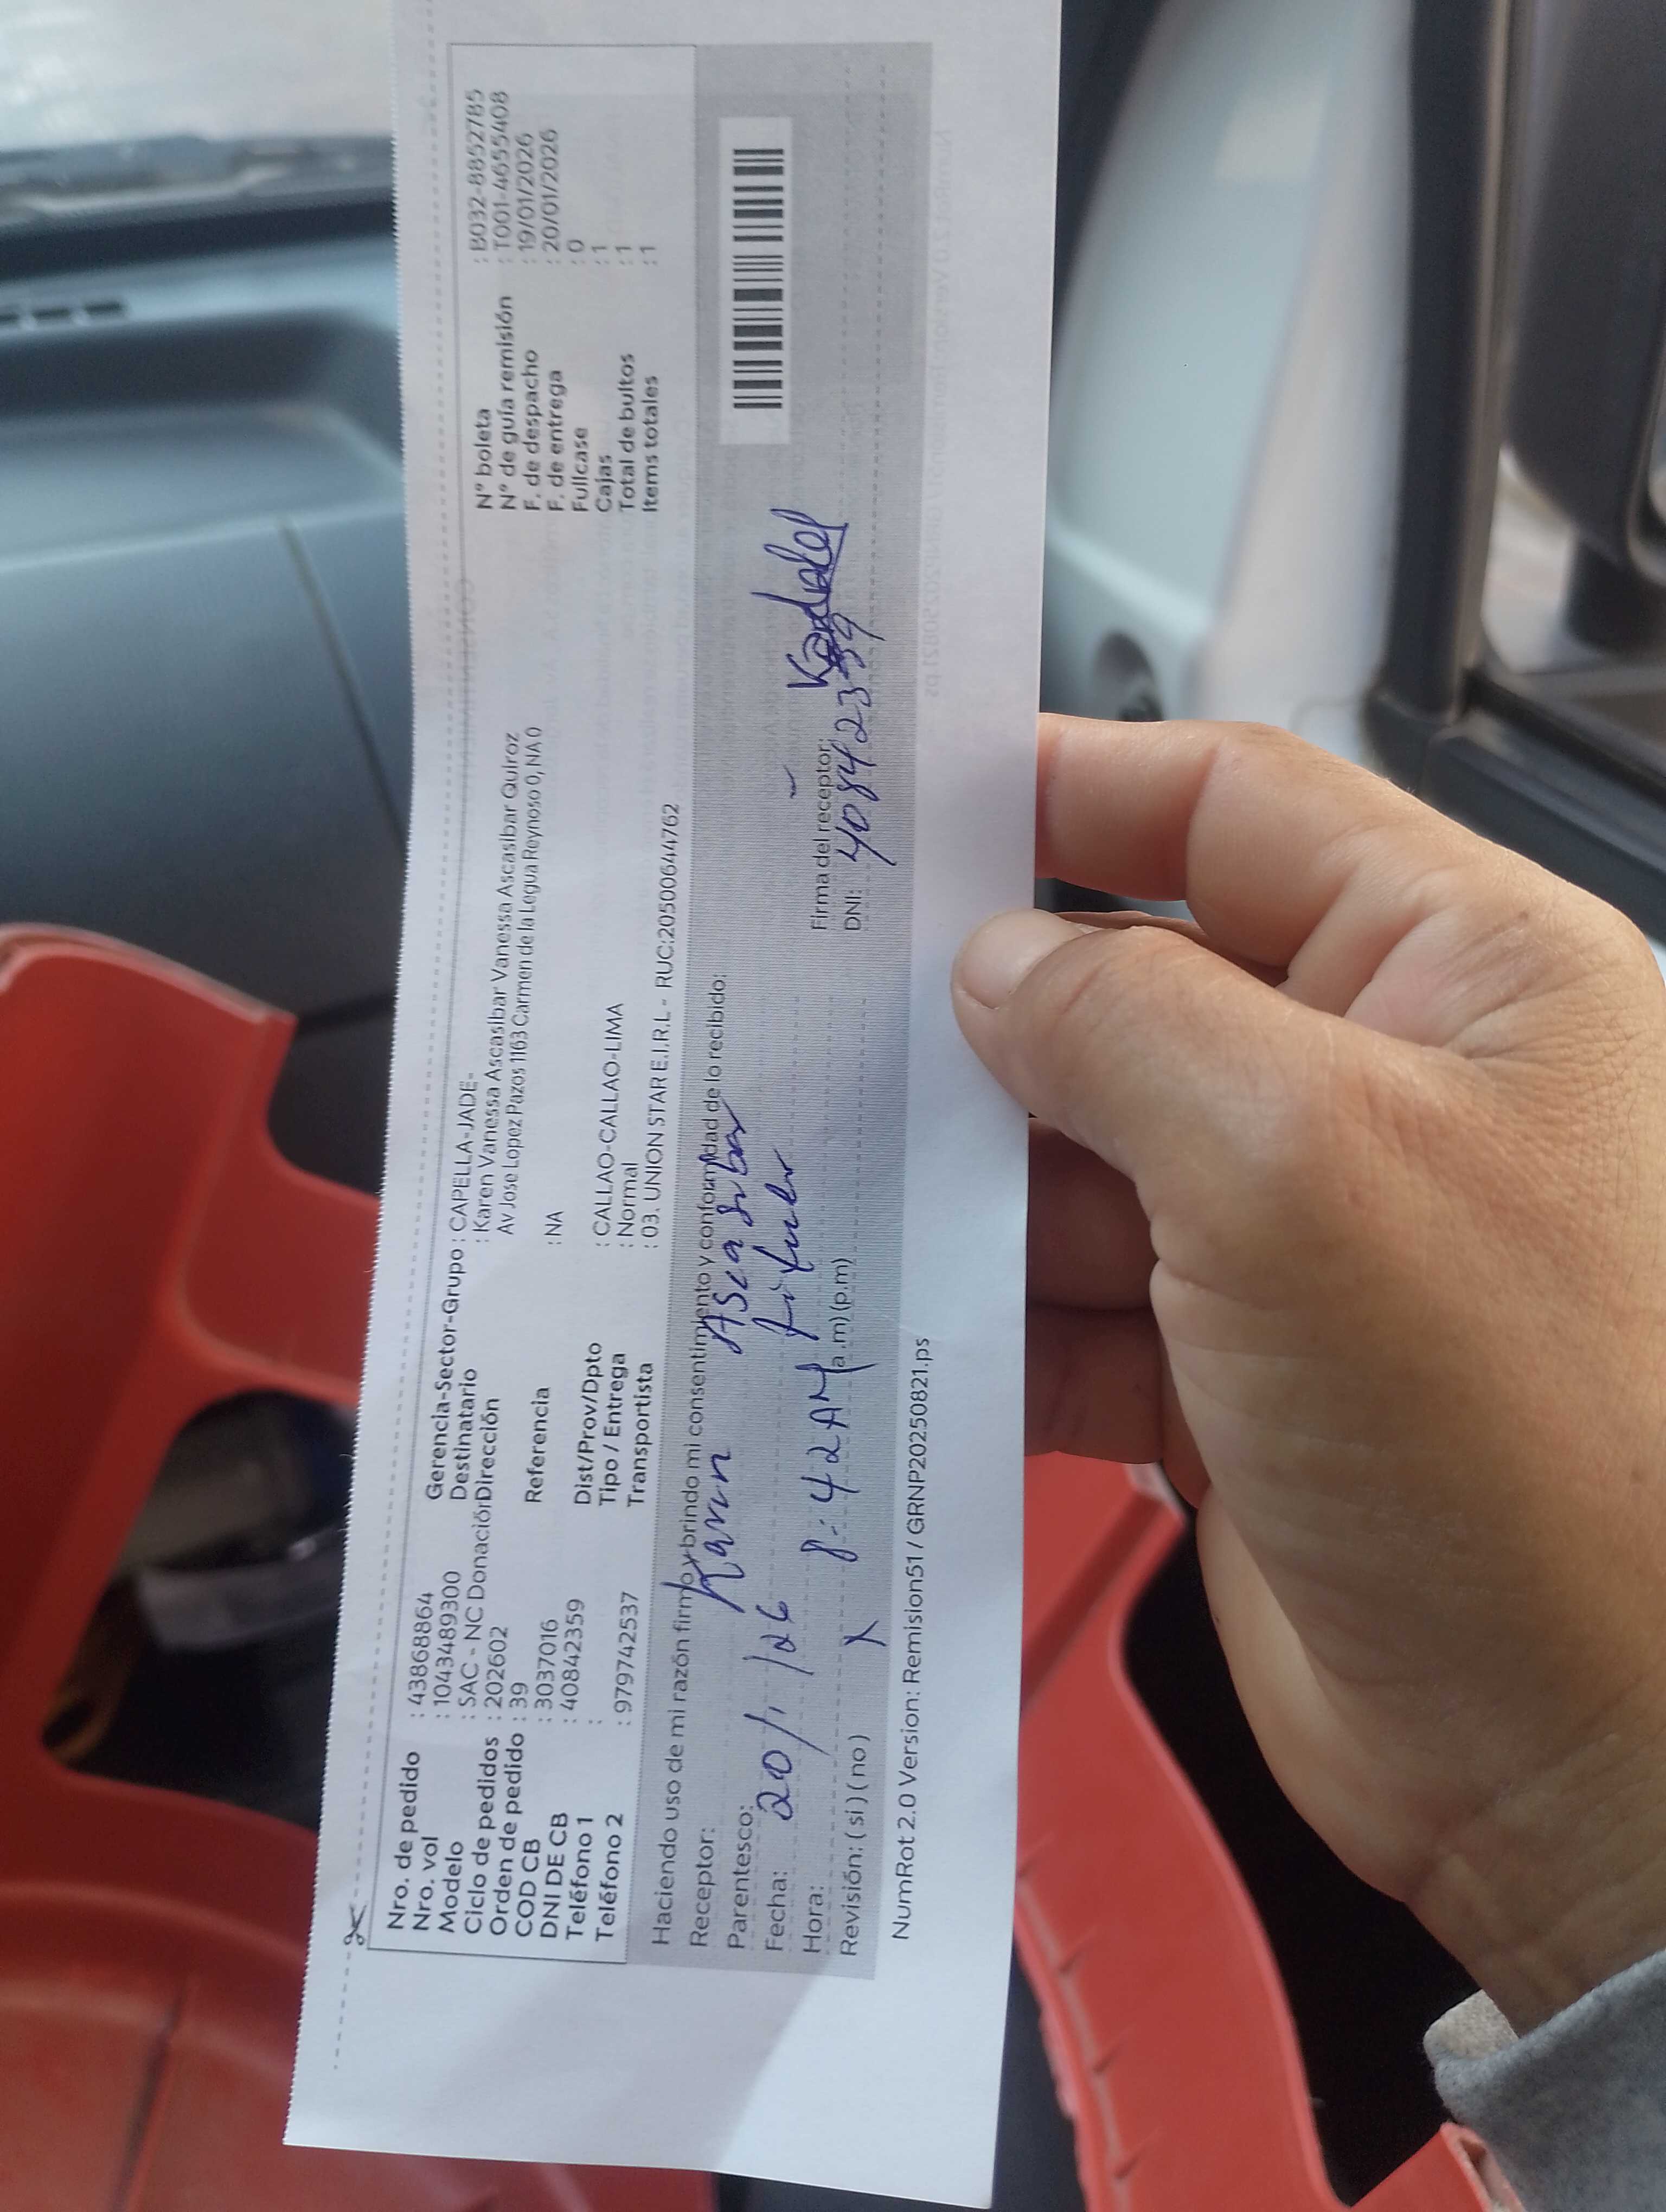 Nro. de pedido : 43868864
Nro. vol : 1043489300
Modelo : SAC - NC Donación
Ciclo de pedidos : 202602
Orden de pedido : 39
COD CB : 3037016
DNI DE CB : 40842359
Teléfono 1 :
Teléfono 2 : 979742537
Gerencia-Sector-Grupo : CAPELLA-JADE-
Destinatario : Karen Vanessa Ascasibar Vanessa Ascasibar Quiroz
Dirección Av Jose Lopez Pazos 1163 Carmen de la Legua Reynoso 0, NA 0
Referencia : NA
Dist/Prov/Dpto : CALLAO-CALLAO-LIMA
Tipo / Entrega : Normal
Transportista : 03. UNION STAR E.I.R.L - RUC:20500644762
N° boleta : B032-8852785
N° de guía remisión : T001-46555408
F. de despacho : 19/01/2026
F. de entrega : 20/01/2026
Fullcase : 0
Cajas : 1
Total de bultos : 1
Items totales : 1
Haciendo uso de mi razón firmo y brindo mi consentimiento y conformidad de lo recibido:
Receptor: Karen Ascasibar
Parentesco: titular
Fecha: 20/1/26
Hora: 8:42 AM (a.m) (p.m)
Revisión: ( si ) ( no ) X
Firma del receptor:
DNI:
NumRot 2.0 Version: Remision51 / GRNP20250821.ps